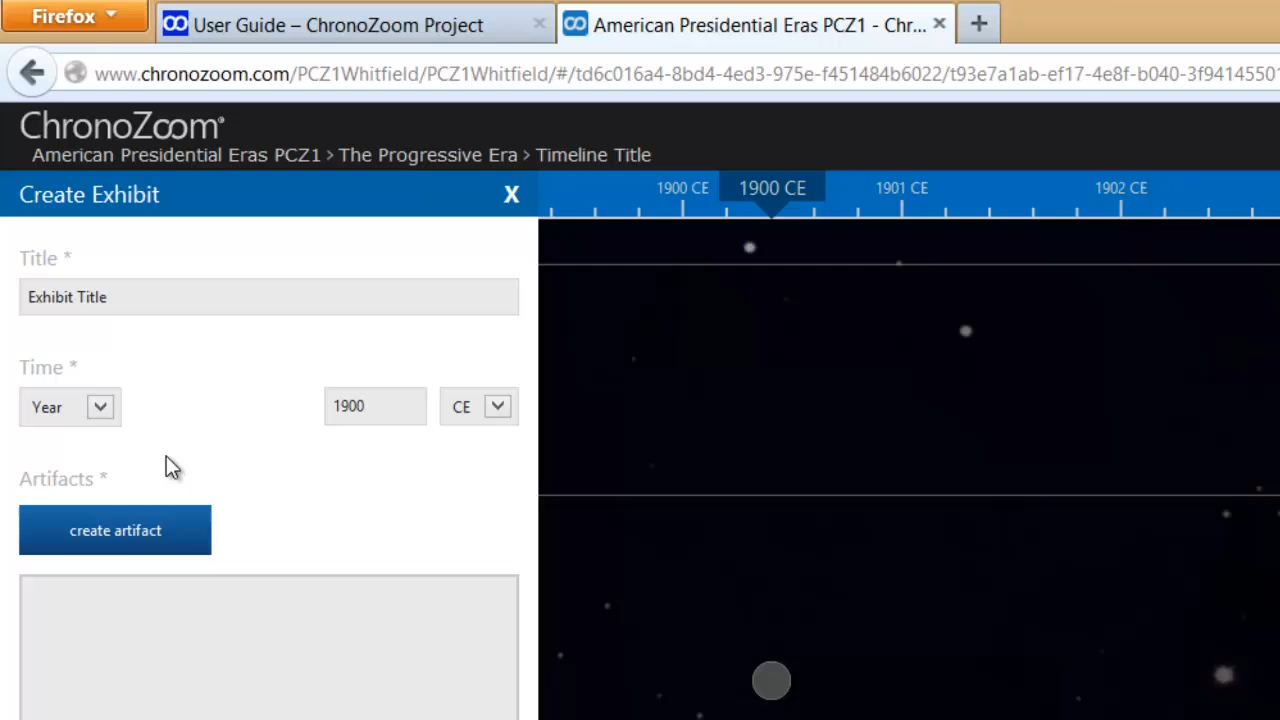 Firefox
User Guide – ChronoZoom Project
American Presidential Eras PCZ1 - Chr...
www.chronozoom.com/PCZ1Whitfield/PCZ1Whitfield/#/td6c016a4-8bd4-4ed3-975e-f451484b6022/t93e7a1ab-ef17-4e8f-b040-3f94145501
ChronoZoom®
American Presidential Eras PCZ1 > The Progressive Era > Timeline Title
Create Exhibit X
1900 CE 1900 CE 1901 CE 1902 CE
Title *
Exhibit Title
Time *
Year 1900 CE
Artifacts *
create artifact